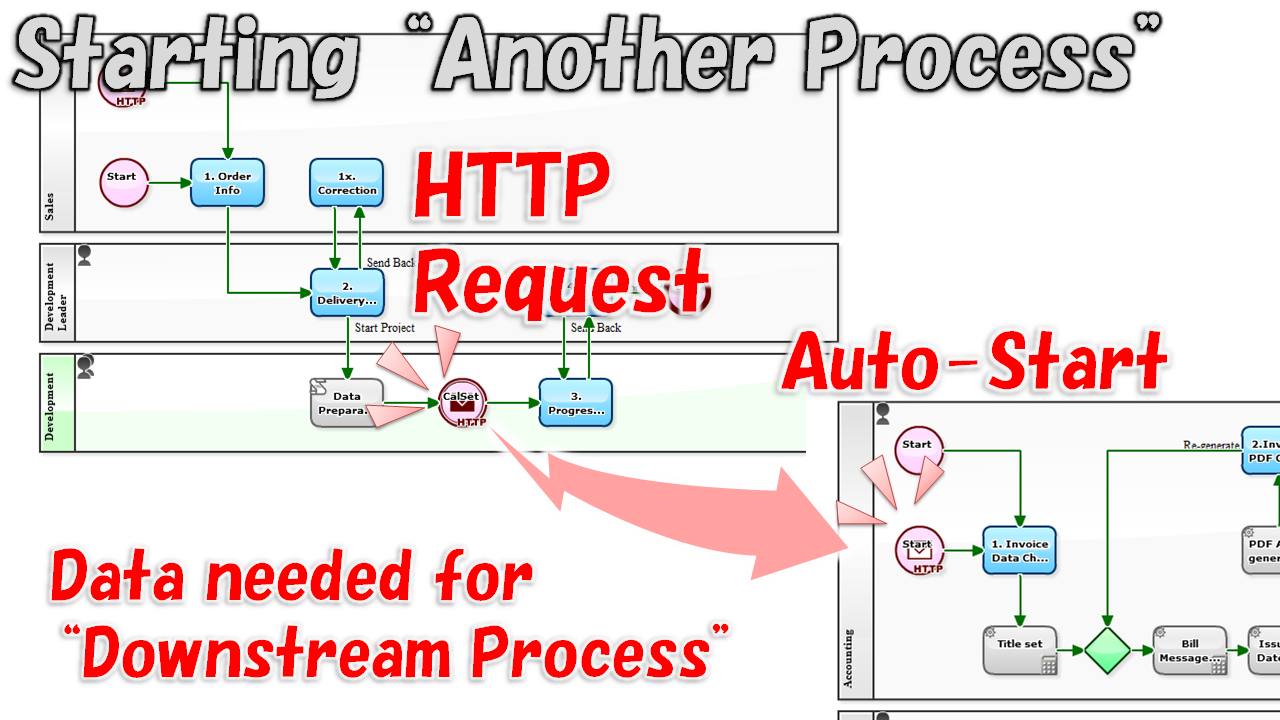 Starting “Another Process”
HTTP
Start
1. Order
Info
1x.
Correction
Sales
HTTP
Request
Send Back
2.
Delivery...
Development
Leader
Start Project
Send Back
Development
Data
Prepara...
CalSet
HTTP
3.
Progres...
Auto-Start
Start
Re-generate
2.Inv
PDF
Start
HTTP
1. Invoice
Data Ch...
PDF A
gener
Accounting
Title set
Bill
Message...
Issu
Date
Data needed for
“Downstream Process”